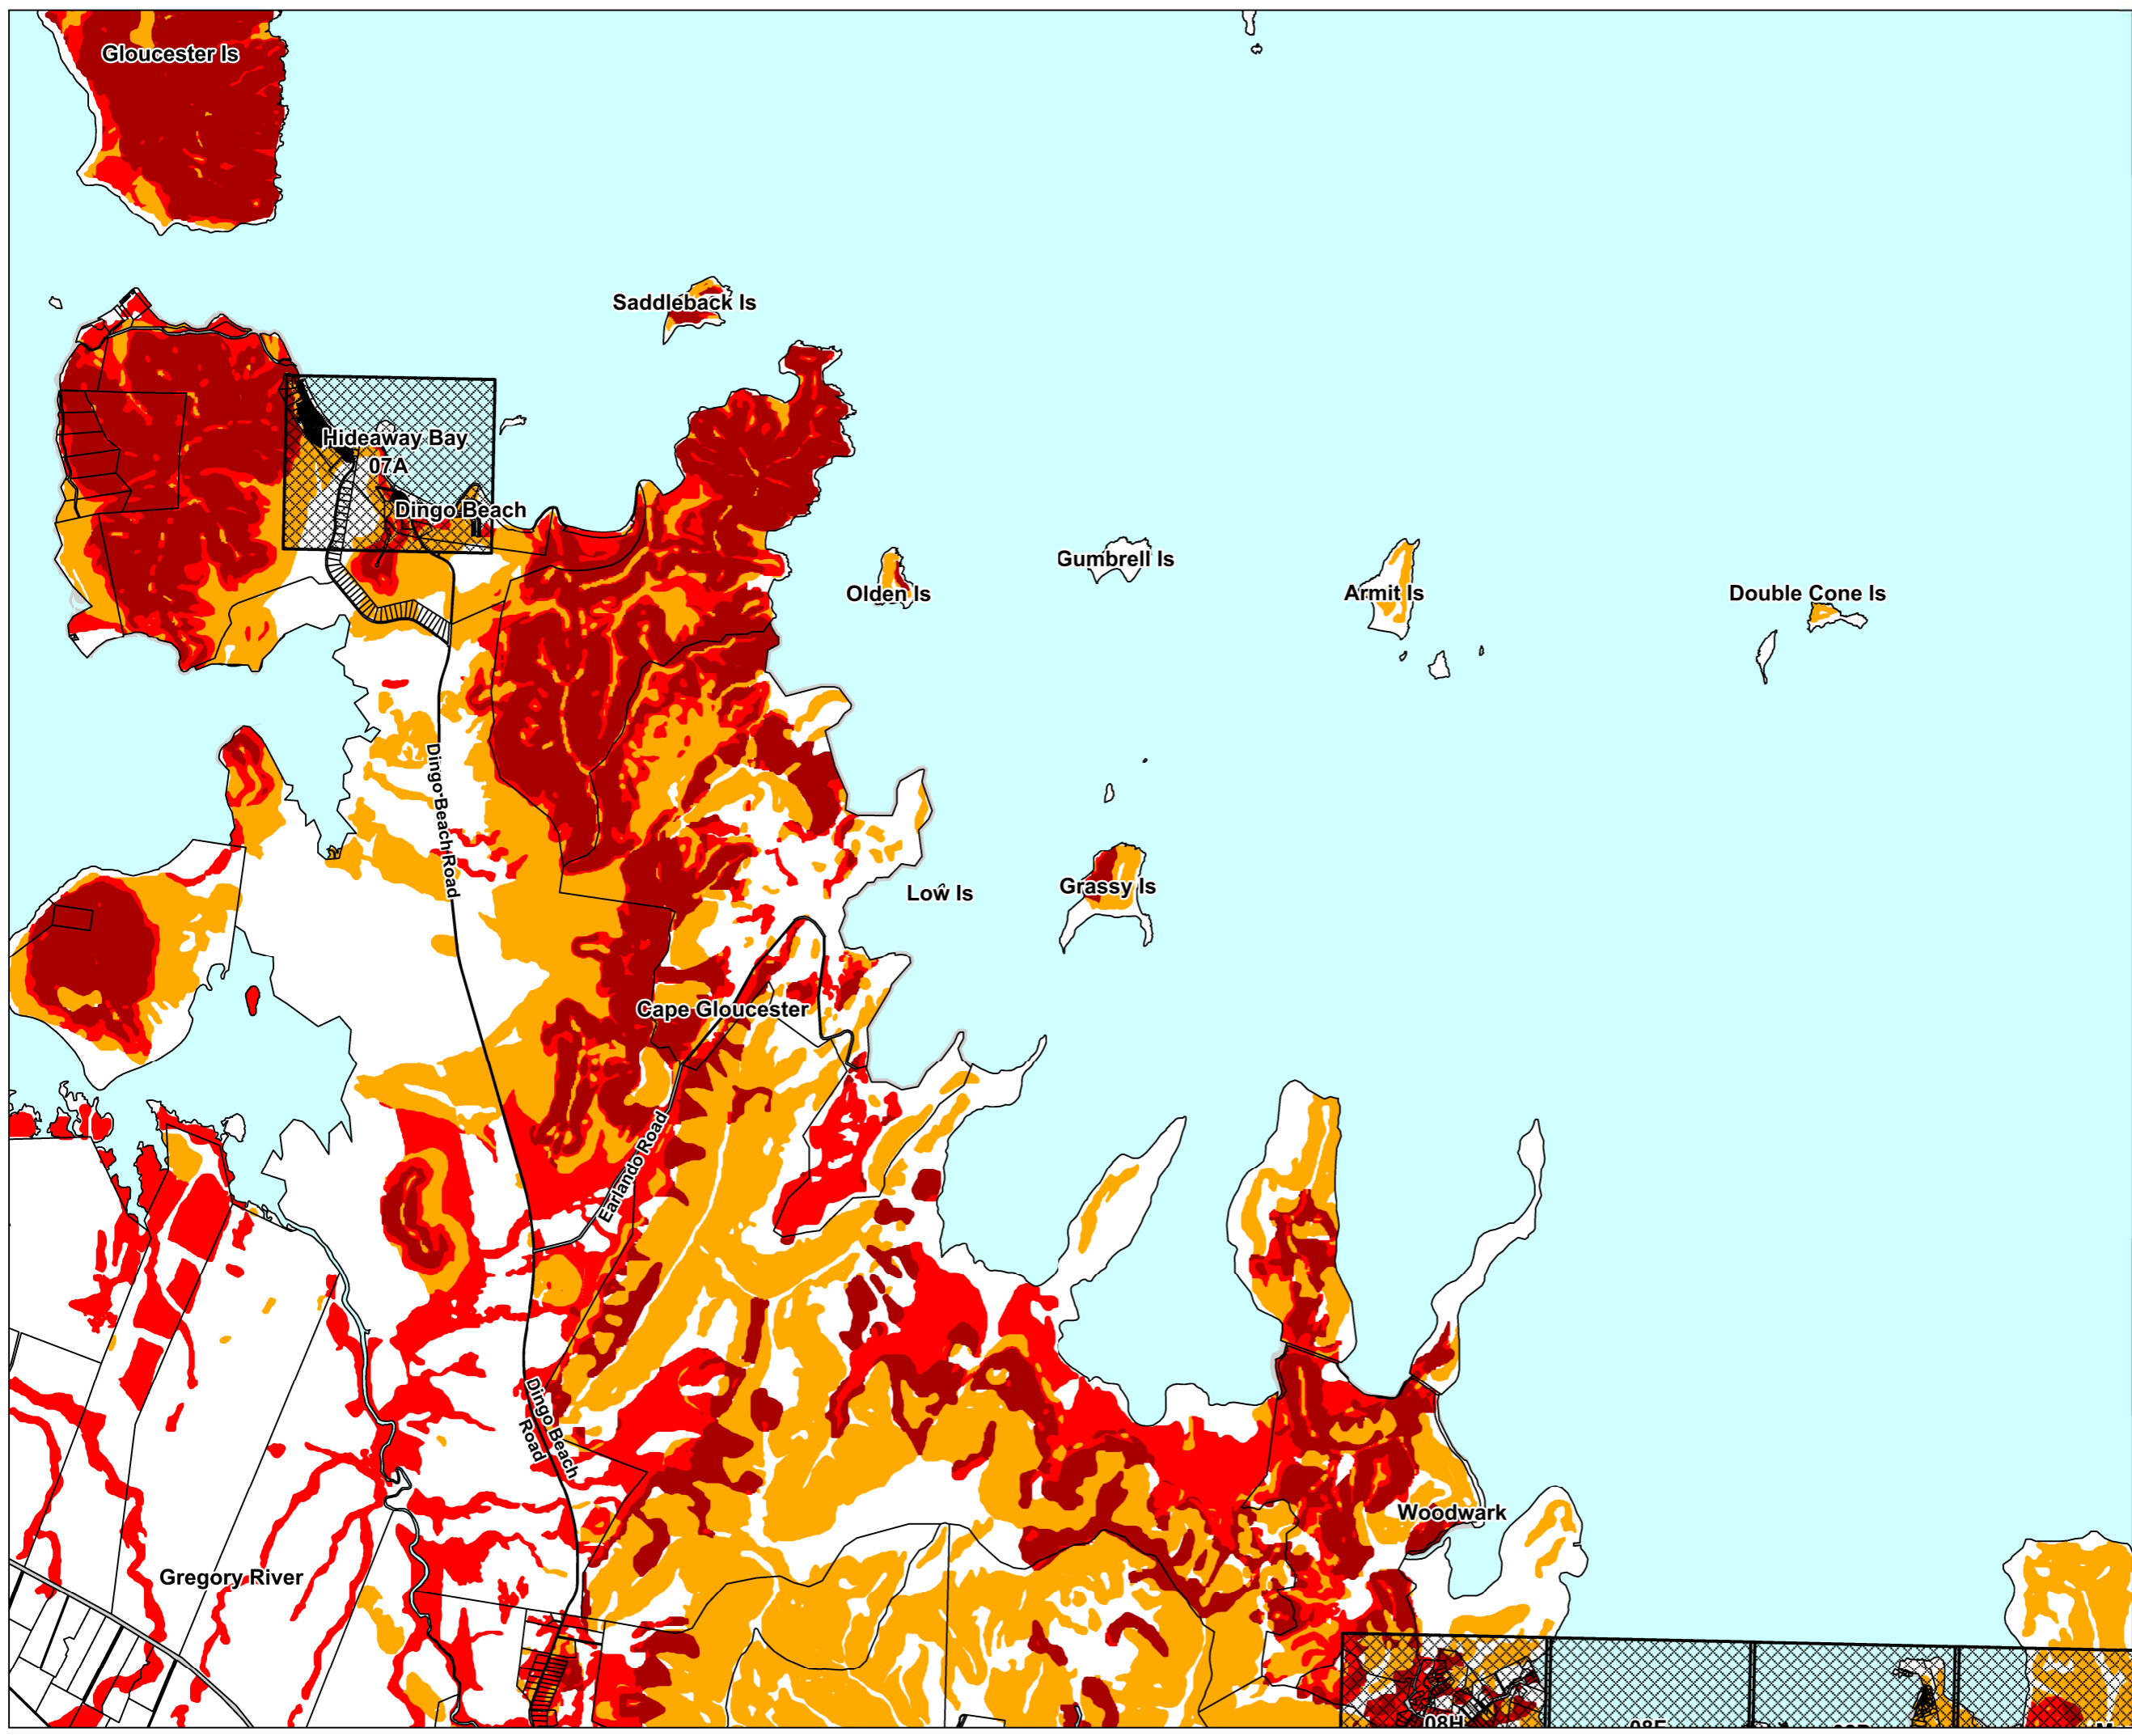 Gloucester Is
Saddleback Is
Hideaway Bay
07A
Dingo Beach
Gumbrell Is
Olden Is
Armit Is
Double Cone Is
Dingo Beach Road
Low Is
Grassy Is
Cape Gloucester
Earlando Road
Dingo Beach
Road
Woodwark
Gregory River
08H